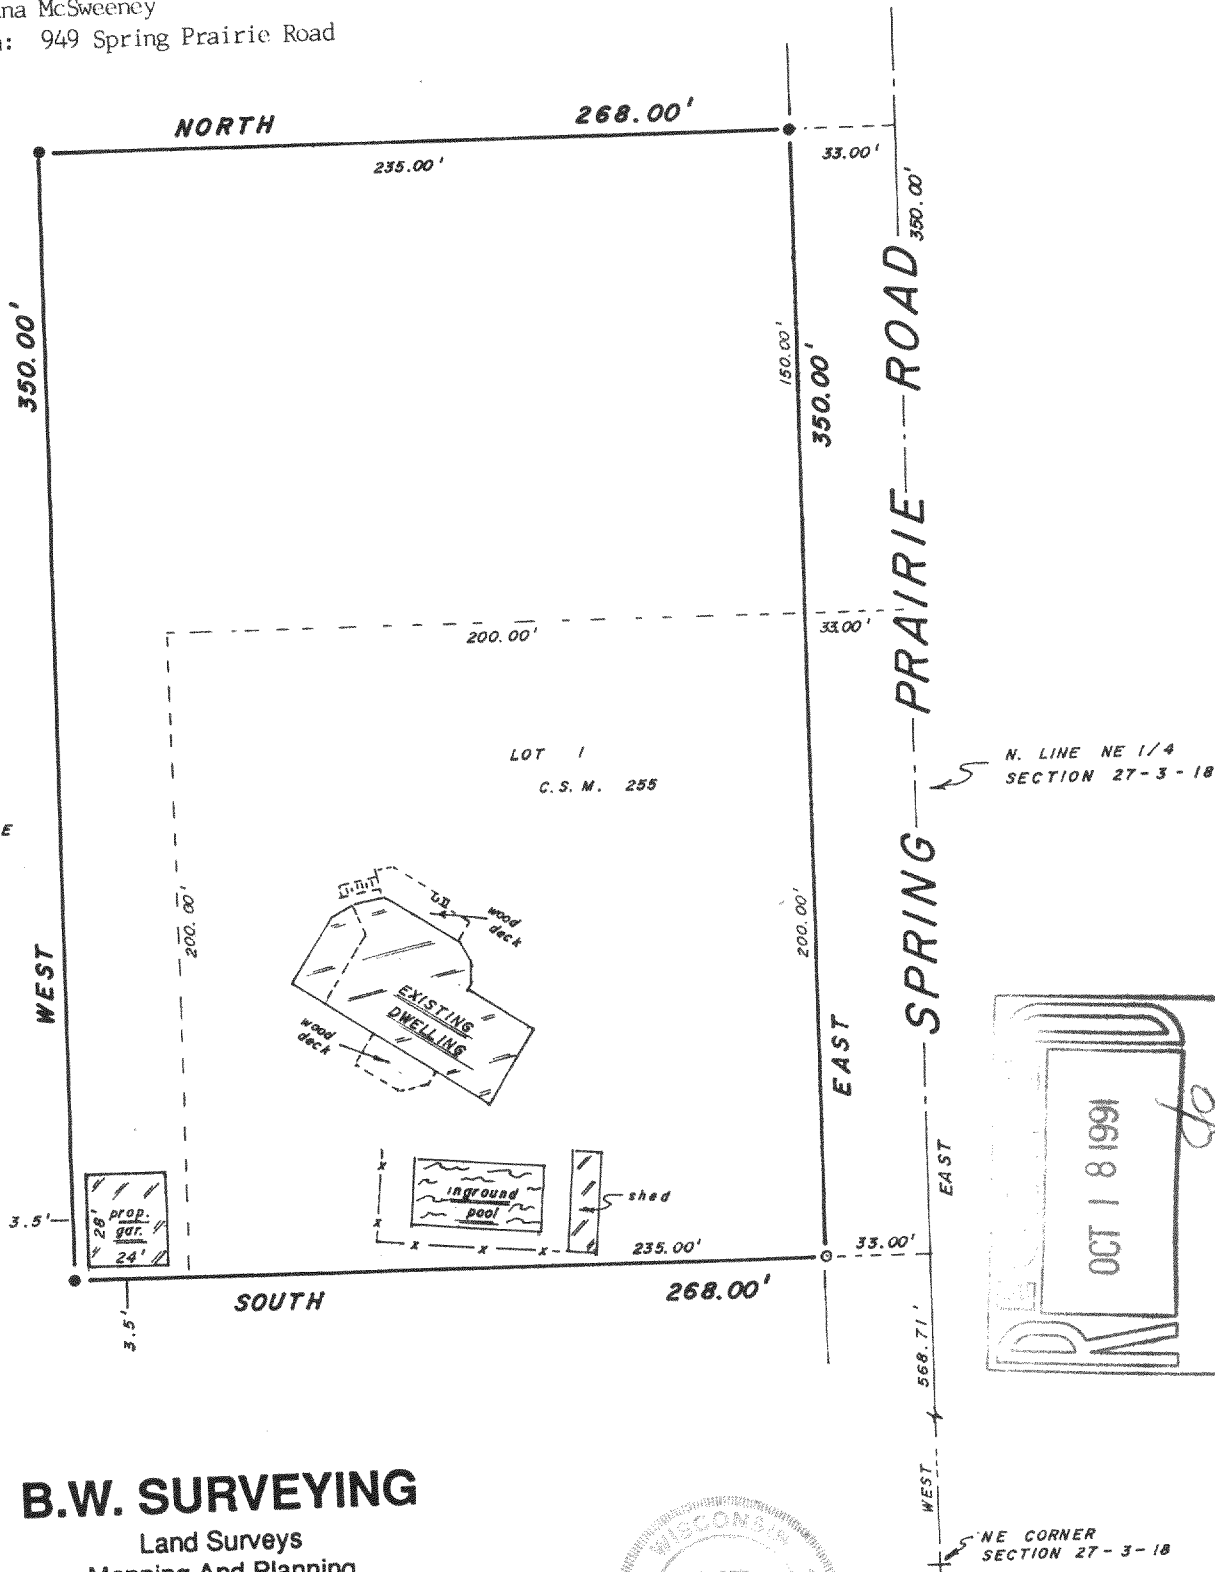 McSweeney
949 Spring Prairie Road
NORTH 268.00'
235.00'
33.00'
350.00'
350.00'
150.00'
350.00'
SPRING PRAIRIE ROAD
200.00'
33.00'
LOT 1
C.S.M. 255
N. LINE NE 1/4
SECTION 27-3-18
E
WEST
200.00'
200.00'
EAST
wood
deck
EXISTING
DWELLING
wood
deck
EAST
OCT 18 1991
prop.
gar.
28'
24'
3.5'
inground
pool
shed
235.00'
33.00'
SOUTH 268.00'
3.5'
568.71'
WEST
NE CORNER
SECTION 27-3-18
B.W. SURVEYING
Land Surveys
Mapping And Planning
WISCONSIN